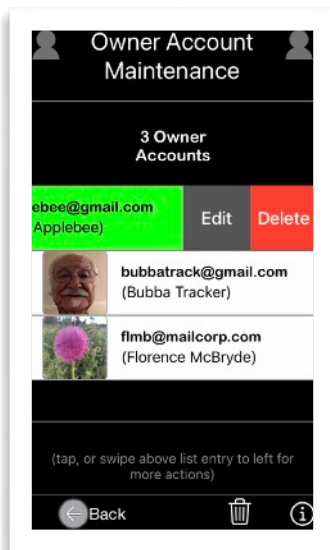 Owner Account
Maintenance
3 Owner
Accounts
ebee@gmail.com
Applebee)
Edit
Delete
bubbatrack@gmail.com
(Bubba Tracker)
flmb@mailcorp.com
(Florence McBryde)
(tap, or swipe above list entry to left for
more actions)
Back